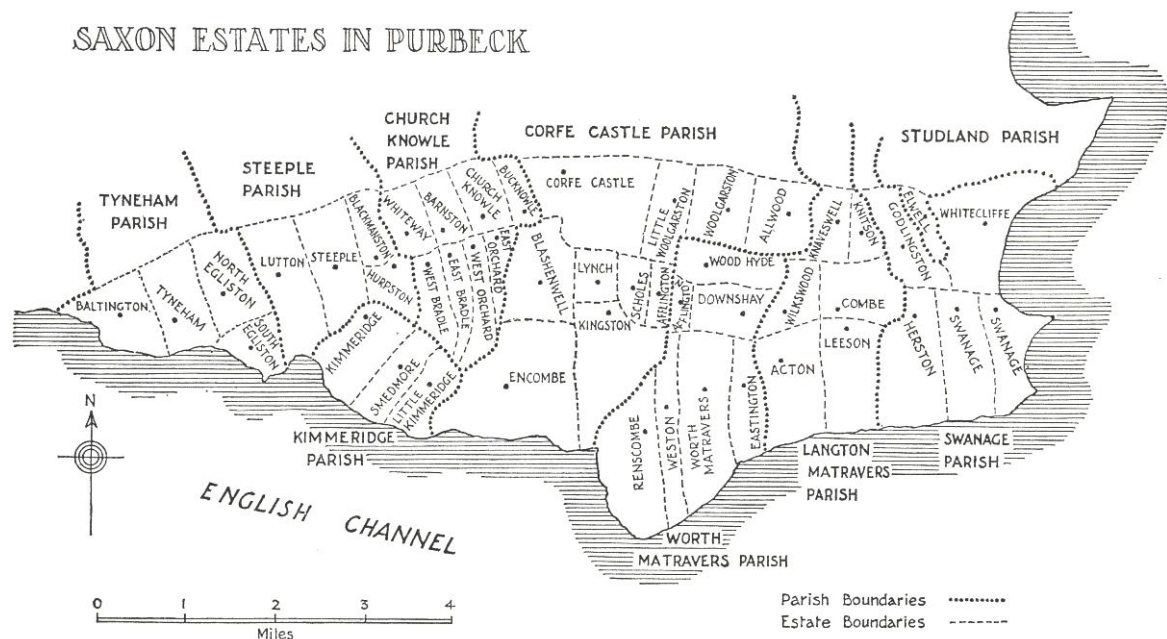 SAXON ESTATES IN PURBECK
CHURCH
KNOWLE
PARISH
CORFE CASTLE PARISH
STUDLAND PARISH
STEEPLE
PARISH
TYNEHAM
PARISH
BALTINGTON
TYNEHAM
NORTH
EGLISTON
SOUTH
EGLISTON
LUTTON
STEEPLE
BLACKMANSTON
HURPSTON
WHITEWAY
BARNSTON
CHURCH
KNOWLE
BUCKNOWLE
WEST BRADLE
EAST BRADLE
WEST ORCHARD
EAST
ORCHARD
BLASHENWELL
CORFE CASTLE
LYNCH
KINGSTON
SCHOLES
AFFLINGTON
LITTLE
WOOLGARSTON
WOOLGARSTON
ALLWOOD
WOOD HYDE
DOWNSHAY
WILKSWOOD
KNAVESWELL
KNITSON
COMBE
LEESON
ELWELL
GODLINGSTON
WHITECLIFFE
HERSTON
SWANAGE
SWANAGE
KIMMERIDGE
SMEDMORE
LITTLE
KIMMERIDGE
ENCOMBE
RENSCOMBE
WESTON
WORTH
MATRAVERS
EASTINGTON
ACTON
KIMMERIDGE
PARISH
LANGTON
MATRAVERS
PARISH
SWANAGE
PARISH
WORTH
MATRAVERS PARISH
N
ENGLISH CHANNEL
0 1 2 3 4
Miles
Parish Boundaries
Estate Boundaries